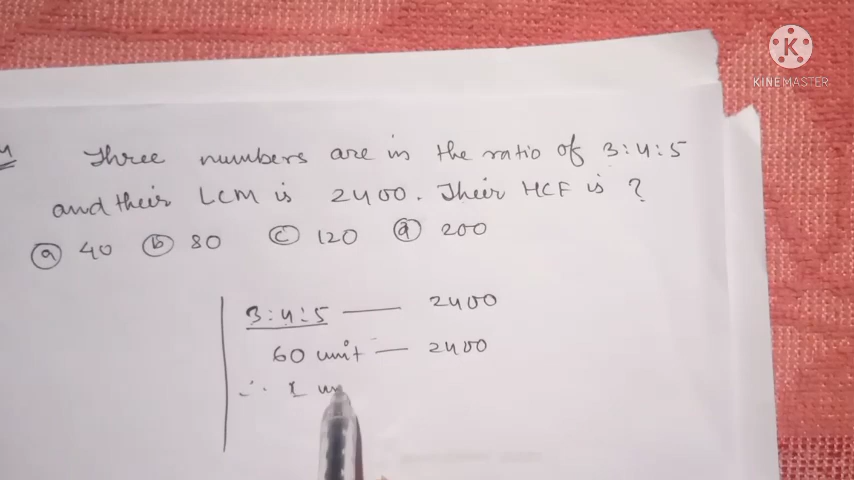 Three numbers are in the ratio of 3:4:5
and their LCM is 2400. Their HCF is ?
ⓐ 40 ⓑ 80 ⓒ 120 ⓓ 200
3:4:5 — 2400
60 unit — 2400
∴ 1
K
KINEMASTER